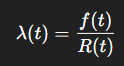 λ(t) = f(t) / R(t)